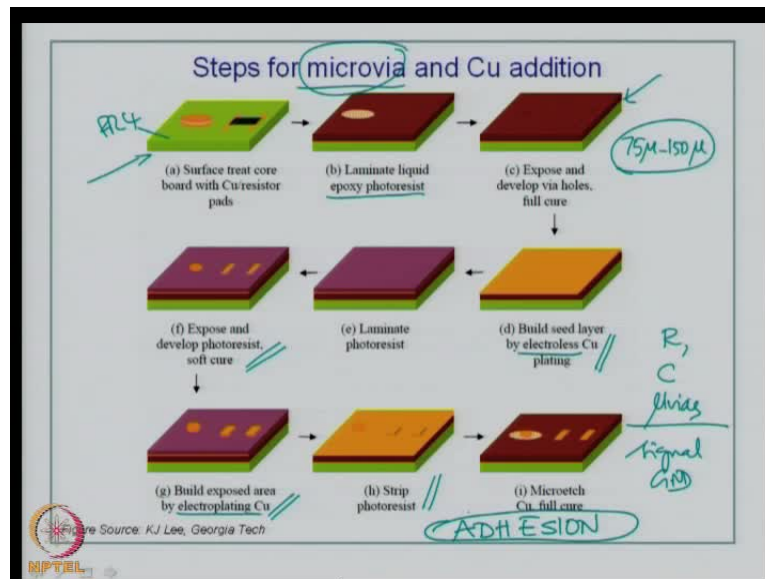 Steps for microvia and Cu addition
FR4
75µ-150µ
(a) Surface treat core
board with Cu/resistor
pads
(b) Laminate liquid
epoxy photoresist
(c) Expose and
develop via holes,
full cure
(f) Expose and
develop photoresist,
soft cure
(e) Laminate
photoresist
(d) Build seed layer
by electroless Cu
plating
R,
C
µvias
Signal
GND
(g) Build exposed area
by electroplating Cu
(h) Strip
photoresist
(i) Microetch
Cu, full cure
Figure Source: KJ Lee, Georgia Tech
ADHESION
NPTEL